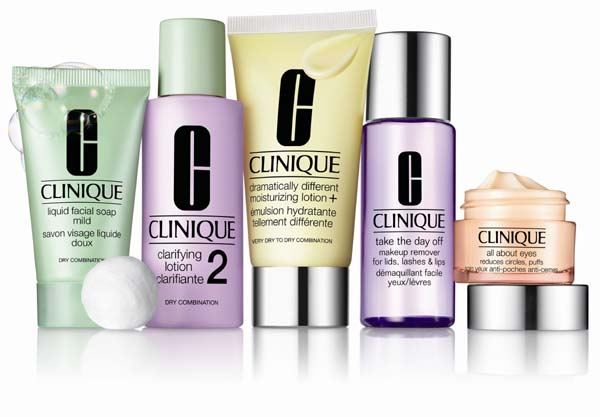 CLINIQUE
liquid facial soap
mild
savon visage liquide
doux
DRY COMBINATION
CLINIQUE
clarifying
lotion
clarifiante 2
DRY COMBINATION
CLINIQUE
dramatically different
moisturizing lotion+
émulsion hydratante
tellement différente
VERY DRY TO DRY COMBINATION
CLINIQUE
take the day off
makeup remover
for lids, lashes & lips
démaquillant facile
yeux/lèvres
CLINIQUE
all about eyes
reduces circles, puffs
soin yeux anti-poches anti-cernes